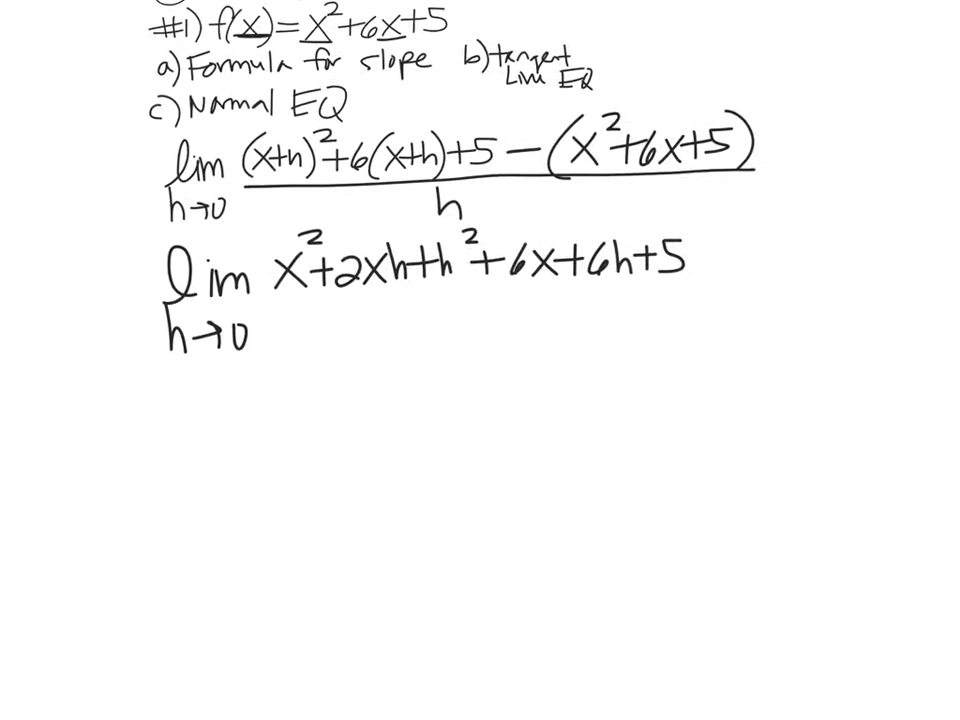 #1) f(x) = x²+6x+5
a) Formula for slope b) tangent
Line EQ
c) Normal EQ
lim (x+h)²+6(x+h)+5 − (x²+6x+5)
h→0 h
lim x²+2xh+h²+6x+6h+5
h→0